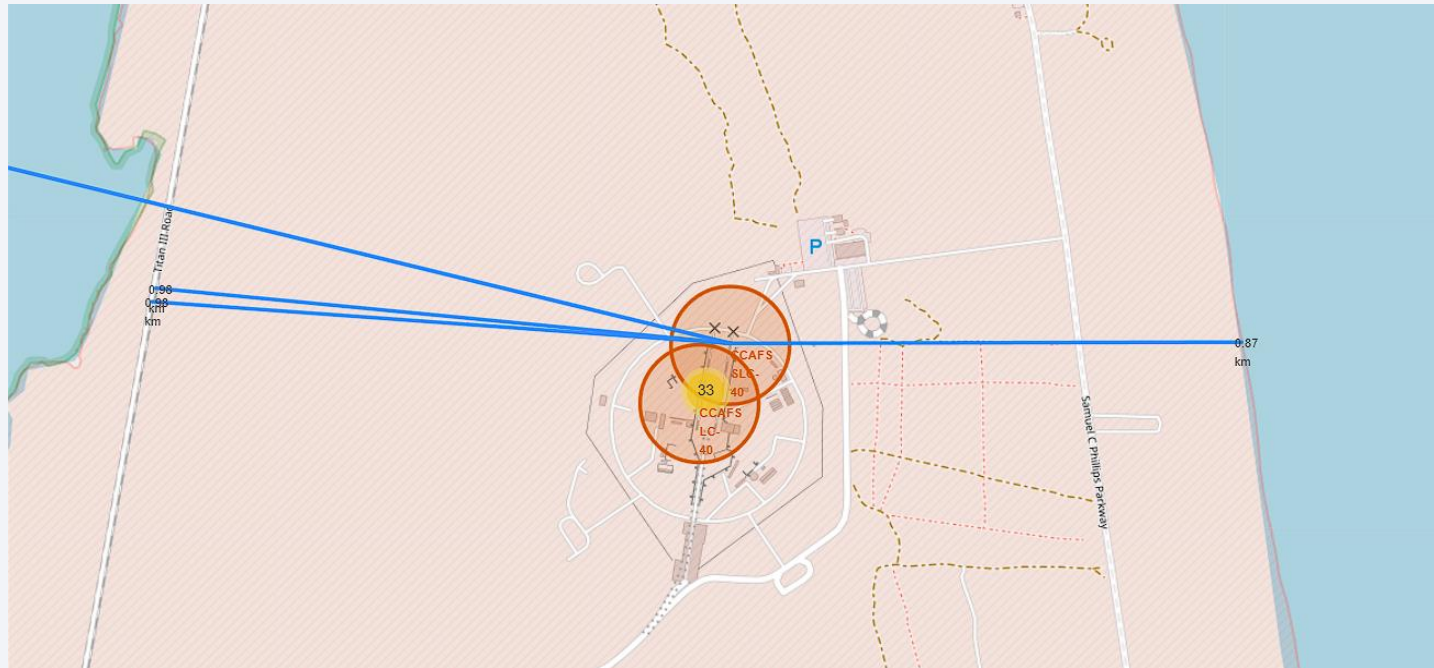 P
Titan III Road
0.98
km
0.98
km
0.87
km
CCAFS
SLC-
40
33
CCAFS
LC-
40
Samuel C Phillips Parkway